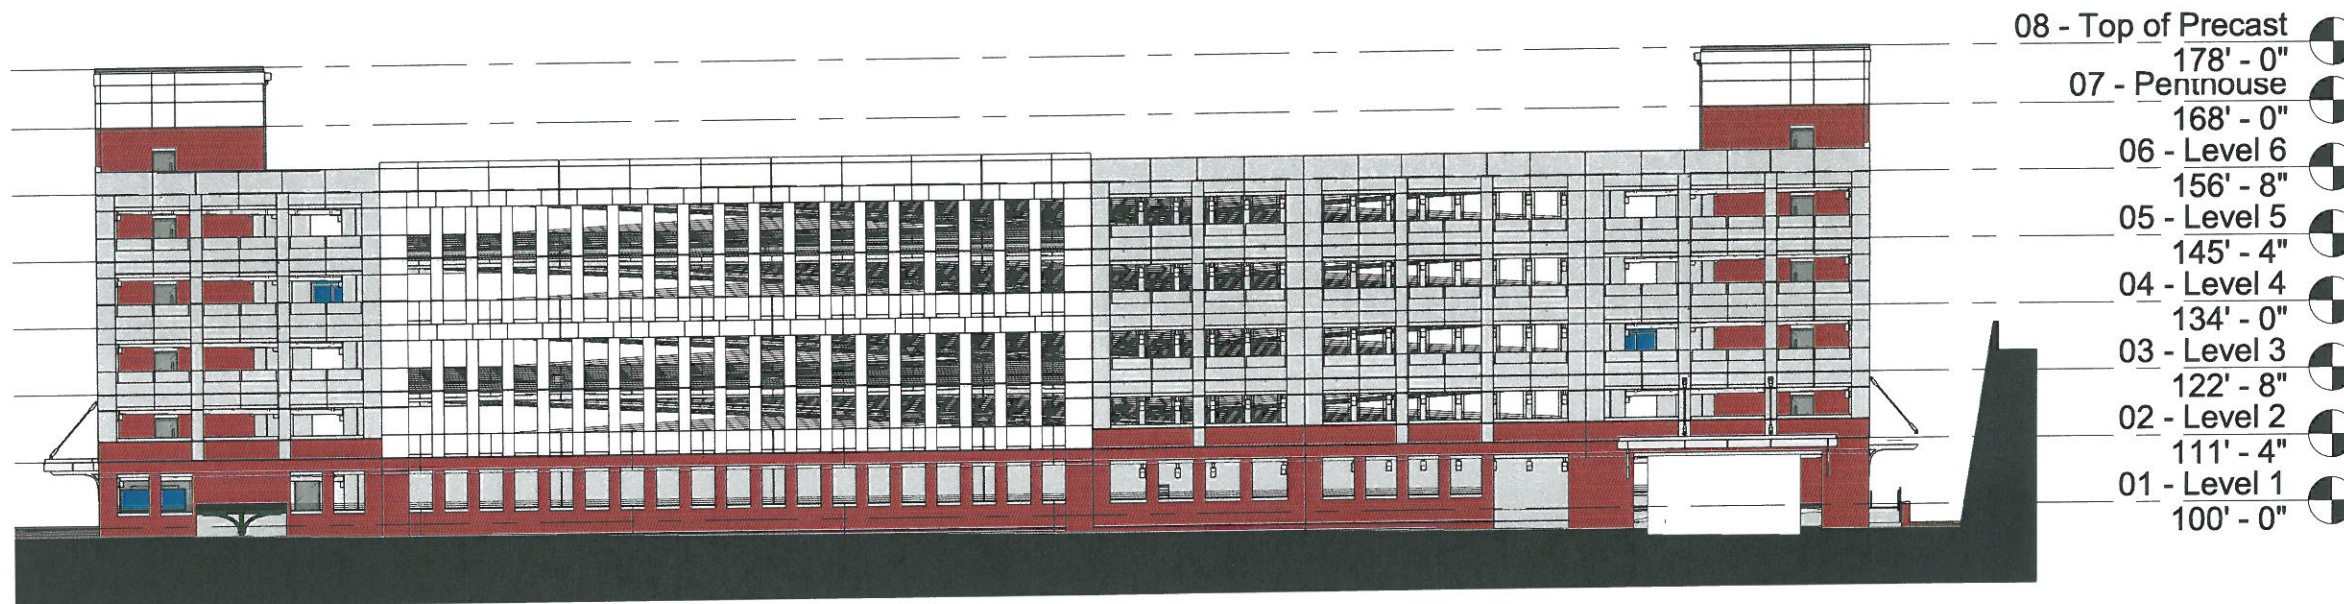 08 - Top of Precast
178' - 0"
07 - Penthouse
168' - 0"
06 - Level 6
156' - 8"
05 - Level 5
145' - 4"
04 - Level 4
134' - 0"
03 - Level 3
122' - 8"
02 - Level 2
111' - 4"
01 - Level 1
100' - 0"